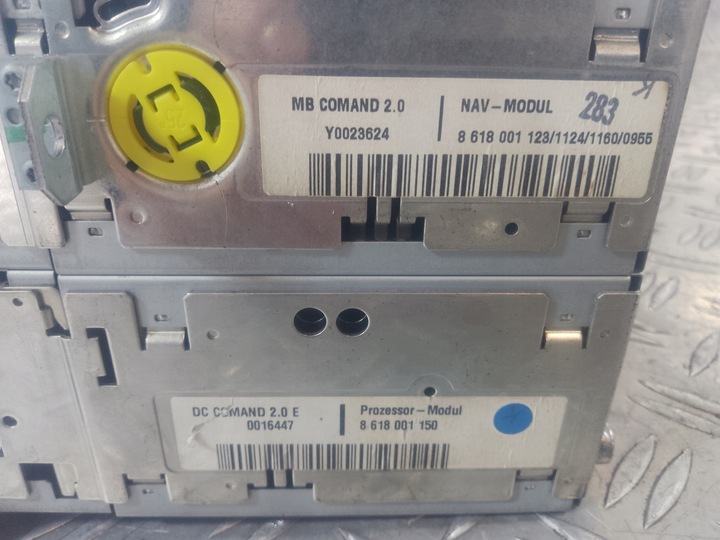 MB COMAND 2.0
Y0023624
NAV-MODUL
283
K
8 618 001 123/1124/1160/0955
DC COMAND 2.0 E
0016447
Prozessor-Modul
8 618 001 150